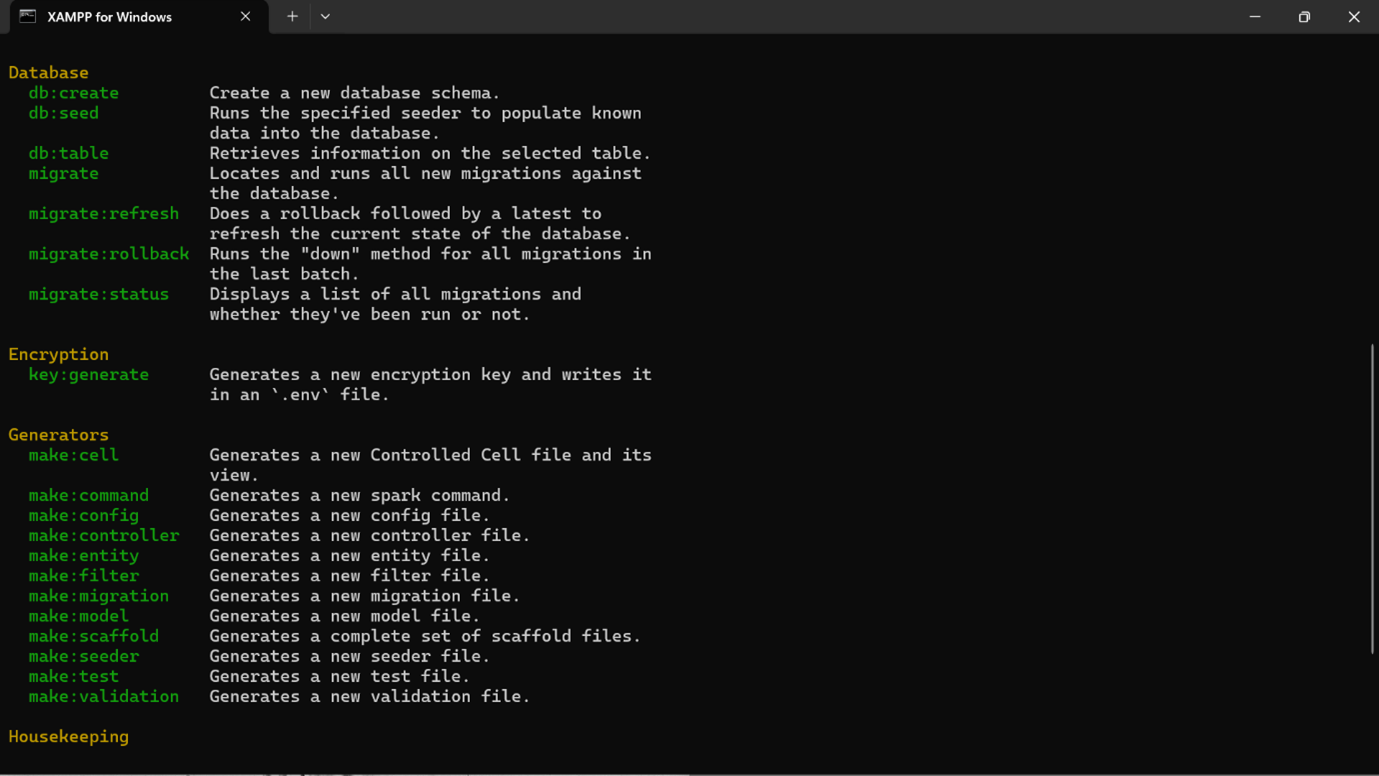 XAMPP for Windows
Database
db:create Create a new database schema.
db:seed Runs the specified seeder to populate known
data into the database.
db:table Retrieves information on the selected table.
migrate Locates and runs all new migrations against
the database.
migrate:refresh Does a rollback followed by a latest to
refresh the current state of the database.
migrate:rollback Runs the "down" method for all migrations in
the last batch.
migrate:status Displays a list of all migrations and
whether they've been run or not.
Encryption
key:generate Generates a new encryption key and writes it
in an `.env` file.
Generators
make:cell Generates a new Controlled Cell file and its
view.
make:command Generates a new spark command.
make:config Generates a new config file.
make:controller Generates a new controller file.
make:entity Generates a new entity file.
make:filter Generates a new filter file.
make:migration Generates a new migration file.
make:model Generates a new model file.
make:scaffold Generates a complete set of scaffold files.
make:seeder Generates a new seeder file.
make:test Generates a new test file.
make:validation Generates a new validation file.
Housekeeping